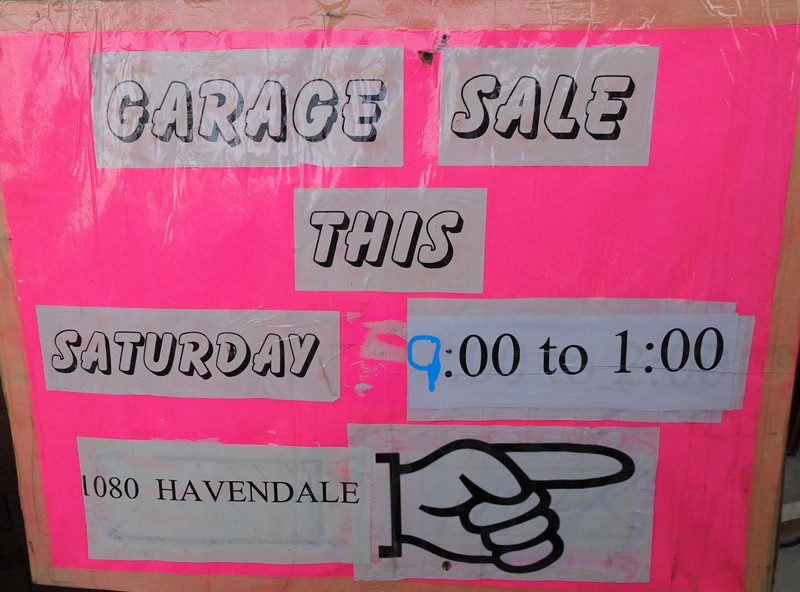 GARAGE SALE
THIS
SATURDAY 9:00 to 1:00
1080 HAVENDALE